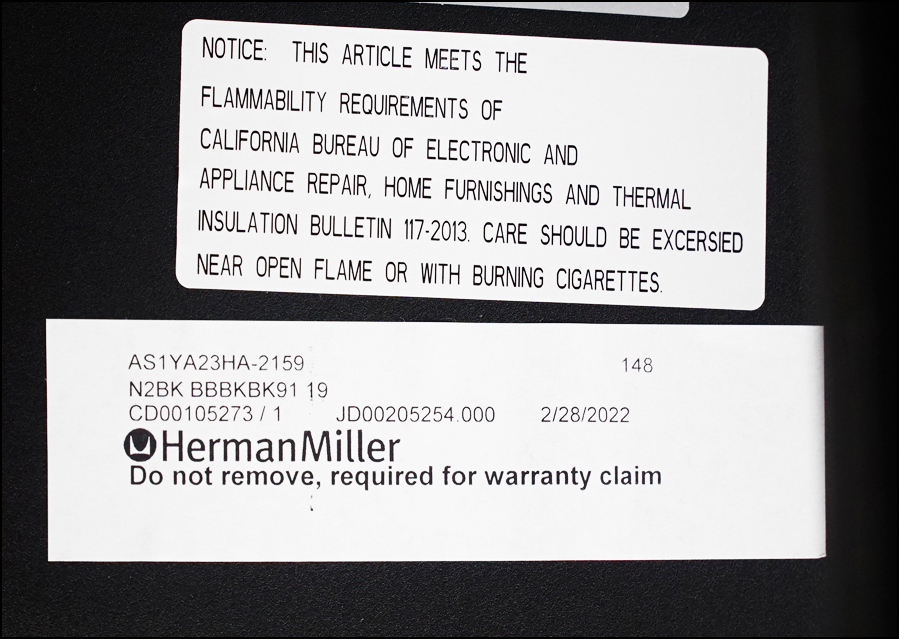 NOTICE: THIS ARTICLE MEETS THE
FLAMMABILITY REQUIREMENTS OF
CALIFORNIA BUREAU OF ELECTRONIC AND
APPLIANCE REPAIR, HOME FURNISHINGS AND THERMAL
INSULATION BULLETIN 117-2013. CARE SHOULD BE EXCERSIED
NEAR OPEN FLAME OR WITH BURNING CIGARETTES.
AS1YA23HA-2159 148
N2BK BBBKBK91 19
CD00105273 / 1 JD00205254.000 2/28/2022
HermanMiller
Do not remove, required for warranty claim